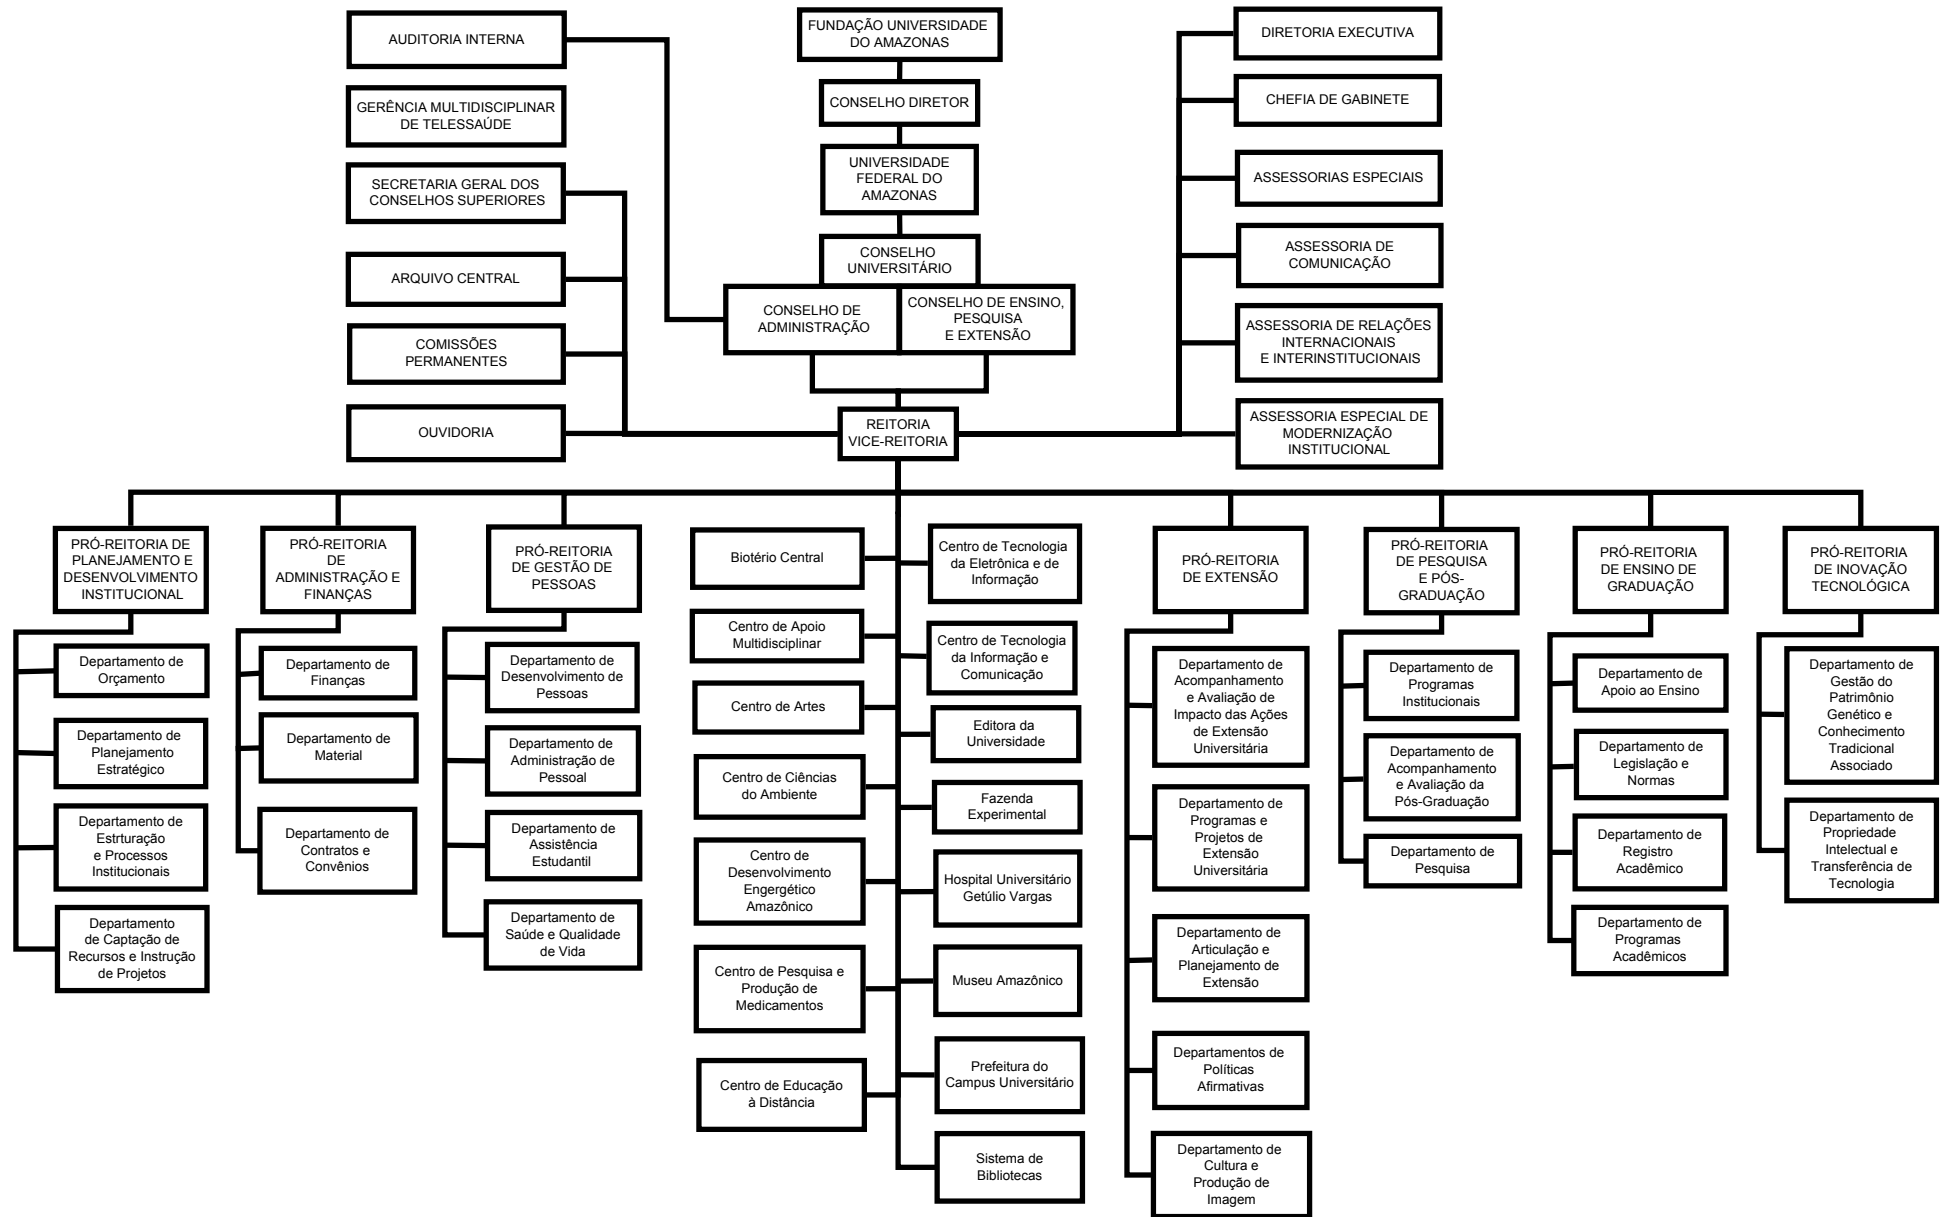 AUDITORIA INTERNA
GERÊNCIA MULTIDISCIPLINAR
DE TELESSAÚDE
SECRETARIA GERAL DOS
CONSELHOS SUPERIORES
ARQUIVO CENTRAL
COMISSÕES
PERMANENTES
OUVIDORIA
FUNDAÇÃO UNIVERSIDADE
DO AMAZONAS
CONSELHO DIRETOR
UNIVERSIDADE
FEDERAL DO
AMAZONAS
CONSELHO
UNIVERSITÁRIO
CONSELHO DE
ADMINISTRAÇÃO
CONSELHO DE ENSINO,
PESQUISA
E EXTENSÃO
REITORIA
VICE-REITORIA
DIRETORIA EXECUTIVA
CHEFIA DE GABINETE
ASSESSORIAS ESPECIAIS
ASSESSORIA DE
COMUNICAÇÃO
ASSESSORIA DE RELAÇÕES
INTERNACIONAIS
E INTERINSTITUCIONAIS
ASSESSORIA ESPECIAL DE
MODERNIZAÇÃO
INSTITUCIONAL
PRÓ-REITORIA DE
PLANEJAMENTO E
DESENVOLVIMENTO
INSTITUCIONAL
Departamento de
Orçamento
Departamento de
Planejamento
Estratégico
Departamento de
Estrturação
e Processos
Institucionais
Departamento
de Captação de
Recursos e Instrução
de Projetos
PRÓ-REITORIA
DE
ADMINISTRAÇÃO E
FINANÇAS
Departamento de
Finanças
Departamento de
Material
Departamento de
Contratos e
Convênios
PRÓ-REITORIA
DE GESTÃO DE
PESSOAS
Departamento de
Desenvolvimento de
Pessoas
Departamento de
Administração de
Pessoal
Departamento de
Assistência
Estudantil
Departamento de
Saúde e Qualidade
de Vida
Biotério Central
Centro de Apoio
Multidisciplinar
Centro de Artes
Centro de Ciências
do Ambiente
Centro de
Desenvolvimento
Engergético
Amazônico
Centro de Pesquisa e
Produção de
Medicamentos
Centro de Educação
à Distância
Centro de Tecnologia
da Eletrônica e de
Informação
Centro de Tecnologia
da Informação e
Comunicação
Editora da
Universidade
Fazenda
Experimental
Hospital Universitário
Getúlio Vargas
Museu Amazônico
Prefeitura do
Campus Universitário
Sistema de
Bibliotecas
PRÓ-REITORIA
DE EXTENSÃO
Departamento de
Acompanhamento
e Avaliação de
Impacto das Ações
de Extensão
Universitária
Departamento de
Programas e
Projetos de
Extensão
Universitária
Departamento de
Articulação e
Planejamento de
Extensão
Departamentos de
Políticas
Afirmativas
Departamento de
Cultura e
Produção de
Imagem
PRÓ-REITORIA
DE PESQUISA
E PÓS-
GRADUAÇÃO
Departamento de
Programas
Institucionais
Departamento de
Acompanhamento
e Avaliação da
Pós-Graduação
Departamento de
Pesquisa
PRÓ-REITORIA
DE ENSINO DE
GRADUAÇÃO
Departamento de
Apoio ao Ensino
Departamento de
Legislação e
Normas
Departamento de
Registro
Acadêmico
Departamento de
Programas
Acadêmicos
PRÓ-REITORIA
DE INOVAÇÃO
TECNOLÓGICA
Departamento de
Gestão do
Patrimônio
Genético e
Conhecimento
Tradicional
Associado
Departamento de
Propriedade
Intelectual e
Transferência de
Tecnologia